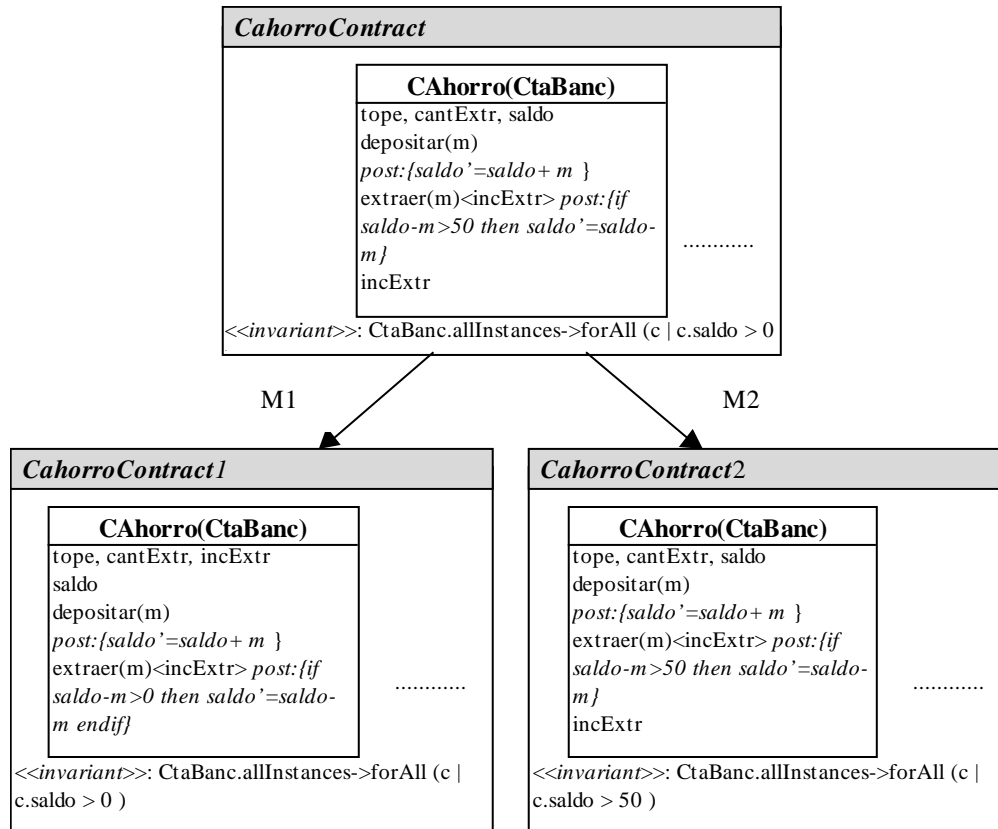 CahorroContract
CAhorro(CtaBanc)
tope, cantExtr, saldo
depositar(m)
post:{saldo’=saldo+ m }
extraer(m)<incExtr> post:{if
saldo-m>50 then saldo’=saldo-
m}
incExtr
............
<<invariant>>: CtaBanc.allInstances->forAll (c | c.saldo > 0
M1
M2
CahorroContract1
CAhorro(CtaBanc)
tope, cantExtr, incExtr
saldo
depositar(m)
post:{saldo’=saldo+ m }
extraer(m)<incExtr> post:{if
saldo-m>0 then saldo’=saldo-
m endif}
............
<<invariant>>: CtaBanc.allInstances->forAll (c |
c.saldo > 0 )
CahorroContract2
CAhorro(CtaBanc)
tope, cantExtr, saldo
depositar(m)
post:{saldo’=saldo+ m }
extraer(m)<incExtr> post:{if
saldo-m>50 then saldo’=saldo-
m}
incExtr
............
<<invariant>>: CtaBanc.allInstances->forAll (c |
c.saldo > 50 )